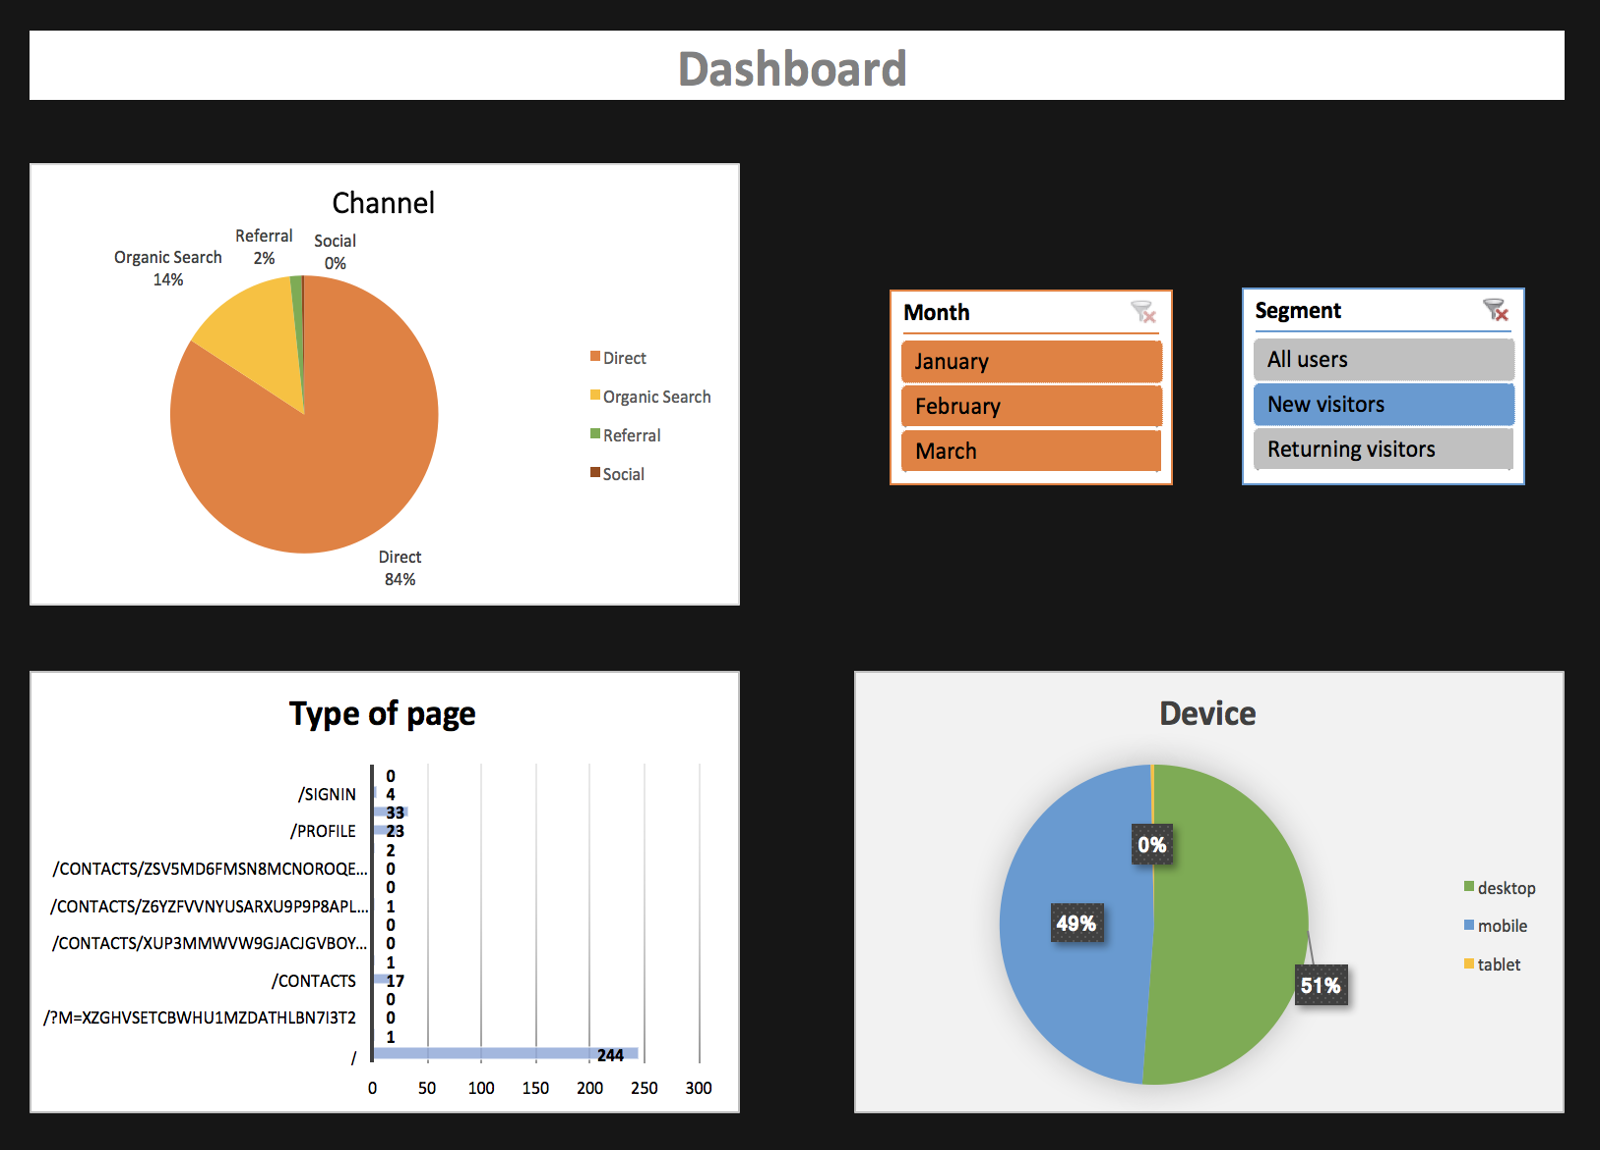 Dashboard
Channel
Referral
2%
Social
0%
Organic Search
14%
Direct
Organic Search
Referral
Social
Direct
84%
Month
January
February
March
Segment
All users
New visitors
Returning visitors
Type of page
0
/SIGNIN 4
33
/PROFILE 23
2
/CONTACTS/ZSV5MD6FMSN8MCNOROQE... 0
0
/CONTACTS/Z6YZFVVNYUSARXU9P9P8APL... 1
0
/CONTACTS/XUP3MMWVW9GJACJGVBOY... 0
1
/CONTACTS 17
0
/?M=XZGHVSETCBWHU1MZDATHLBN7I3T2 0
1
/ 244
0 50 100 150 200 250 300
Device
0%
49%
51%
desktop
mobile
tablet